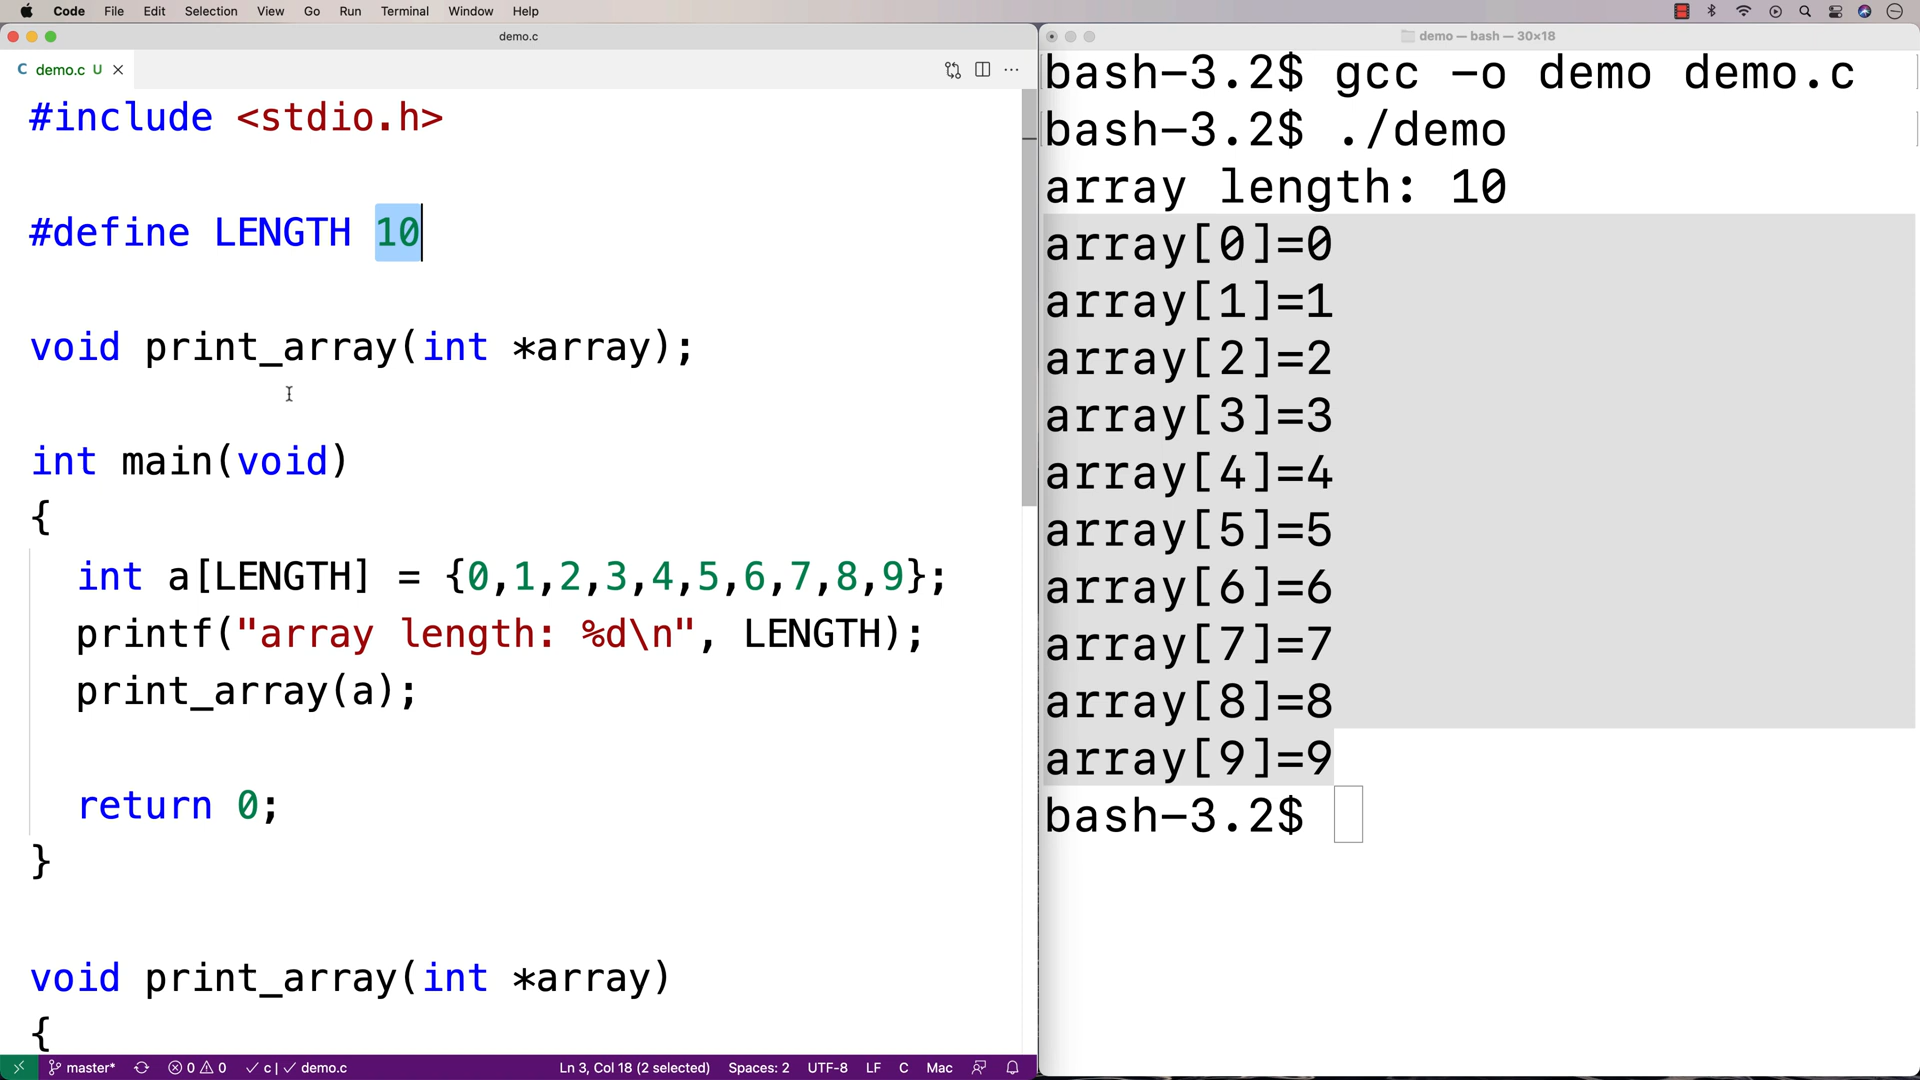 Code File Edit Selection View Go Run Terminal Window Help
demo.c
C demo.c U
#include <stdio.h>
#define LENGTH 10
void print_array(int *array);
int main(void)
{
int a[LENGTH] = {0,1,2,3,4,5,6,7,8,9};
printf("array length: %d\n", LENGTH);
print_array(a);
return 0;
}
void print_array(int *array)
{
master* 0 0 c | demo.c Ln 3, Col 18 (2 selected) Spaces: 2 UTF-8 LF C Mac
demo — bash — 30×18
bash-3.2$ gcc -o demo demo.c
bash-3.2$ ./demo
array length: 10
array[0]=0
array[1]=1
array[2]=2
array[3]=3
array[4]=4
array[5]=5
array[6]=6
array[7]=7
array[8]=8
array[9]=9
bash-3.2$